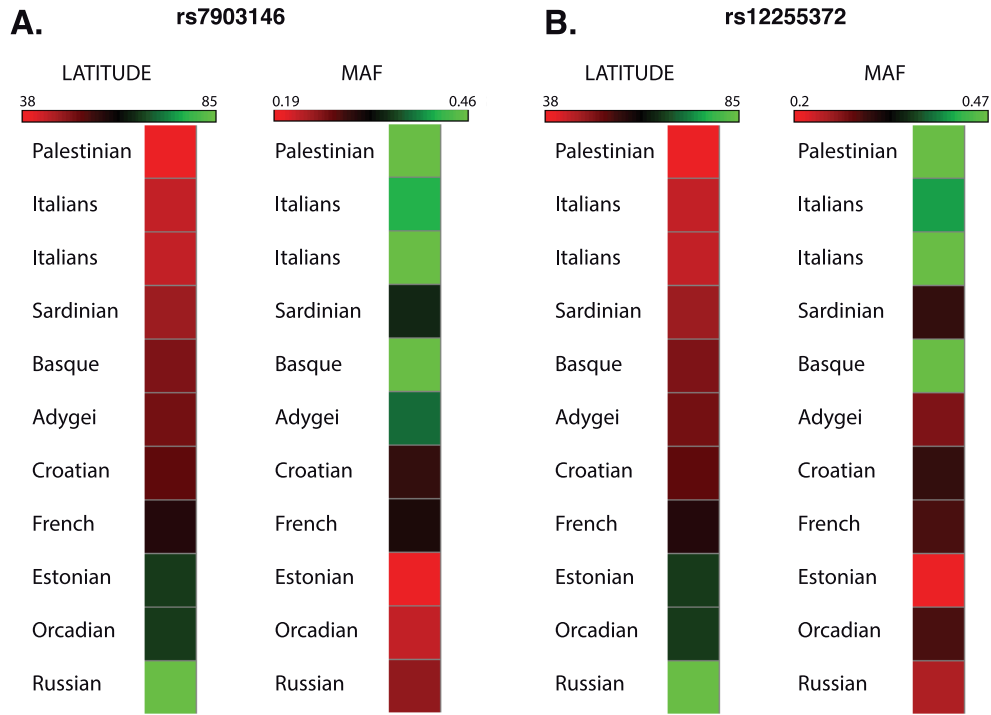 A.
rs7903146
LATITUDE
38 85
Palestinian
Italians
Italians
Sardinian
Basque
Adygei
Croatian
French
Estonian
Orcadian
Russian
MAF
0.19 0.46
Palestinian
Italians
Italians
Sardinian
Basque
Adygei
Croatian
French
Estonian
Orcadian
Russian
B.
rs12255372
LATITUDE
38 85
Palestinian
Italians
Italians
Sardinian
Basque
Adygei
Croatian
French
Estonian
Orcadian
Russian
MAF
0.2 0.47
Palestinian
Italians
Italians
Sardinian
Basque
Adygei
Croatian
French
Estonian
Orcadian
Russian